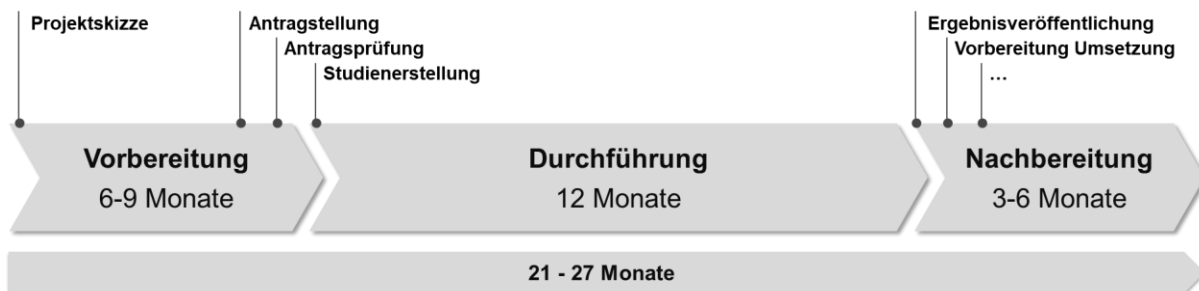 Projektskizze
Antragstellung
Antragsprüfung
Studienerstellung
Ergebnisveröffentlichung
Vorbereitung Umsetzung
...
Vorbereitung
6-9 Monate
Durchführung
12 Monate
Nachbereitung
3-6 Monate
21 - 27 Monate